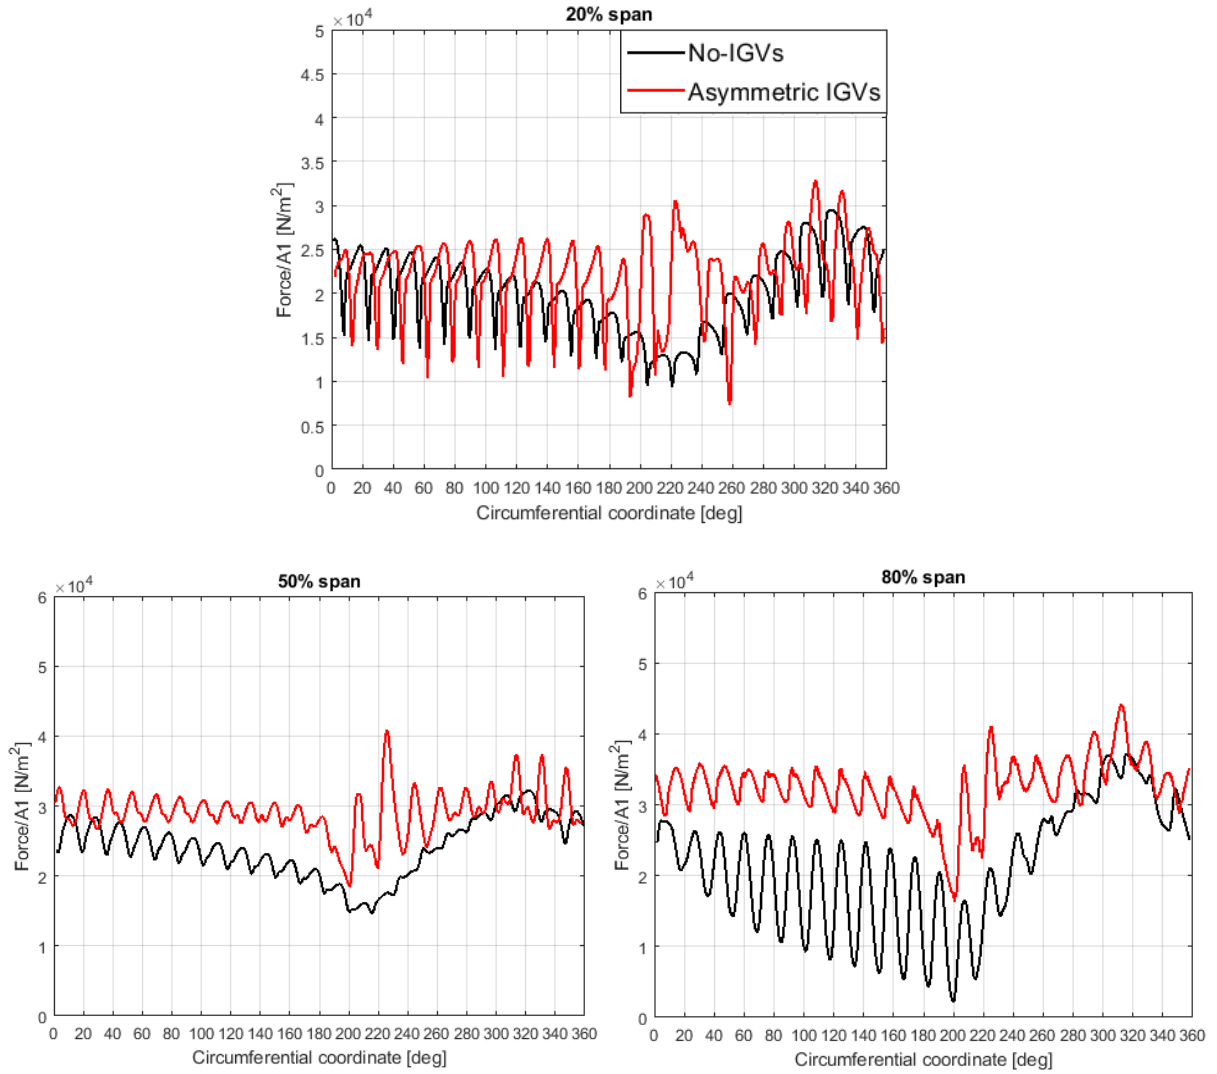 20% span
×10⁴
5
4.5
4
3.5
3
2.5
2
1.5
1
0.5
0
Force/A1 [N/m²]
No-IGVs
Asymmetric IGVs
0 20 40 60 80 100 120 140 160 180 200 220 240 260 280 300 320 340 360
Circumferential coordinate [deg]
50% span
×10⁴
6
5
4
3
2
1
0
Force/A1 [N/m²]
0 20 40 60 80 100 120 140 160 180 200 220 240 260 280 300 320 340 360
Circumferential coordinate [deg]
80% span
×10⁴
6
5
4
3
2
1
0
Force/A1 [N/m²]
0 20 40 60 80 100 120 140 160 180 200 220 240 260 280 300 320 340 360
Circumferential coordinate [deg]